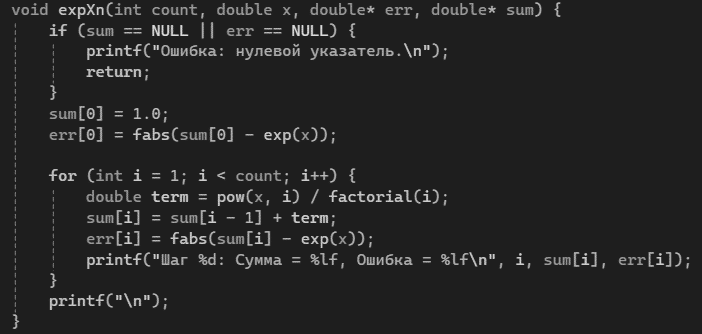 void expXn(int count, double x, double* err, double* sum) {
    if (sum == NULL || err == NULL) {
        printf("Ошибка: нулевой указатель.\n");
        return;
    }
    sum[0] = 1.0;
    err[0] = fabs(sum[0] - exp(x));

    for (int i = 1; i < count; i++) {
        double term = pow(x, i) / factorial(i);
        sum[i] = sum[i - 1] + term;
        err[i] = fabs(sum[i] - exp(x));
        printf("Шаг %d: Сумма = %lf, Ошибка = %lf\n", i, sum[i], err[i]);
    }
    printf("\n");
}